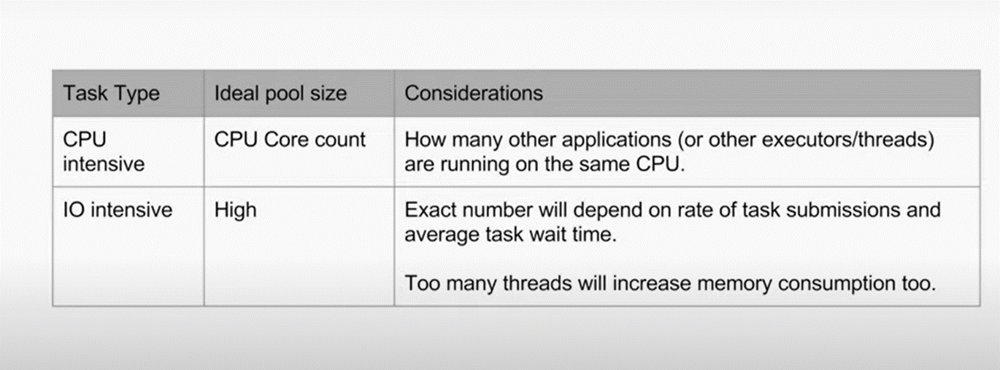 Task Type
Ideal pool size
Considerations
CPU
intensive
CPU Core count
How many other applications (or other executors/threads)
are running on the same CPU.
IO intensive
High
Exact number will depend on rate of task submissions and
average task wait time.
Too many threads will increase memory consumption too.